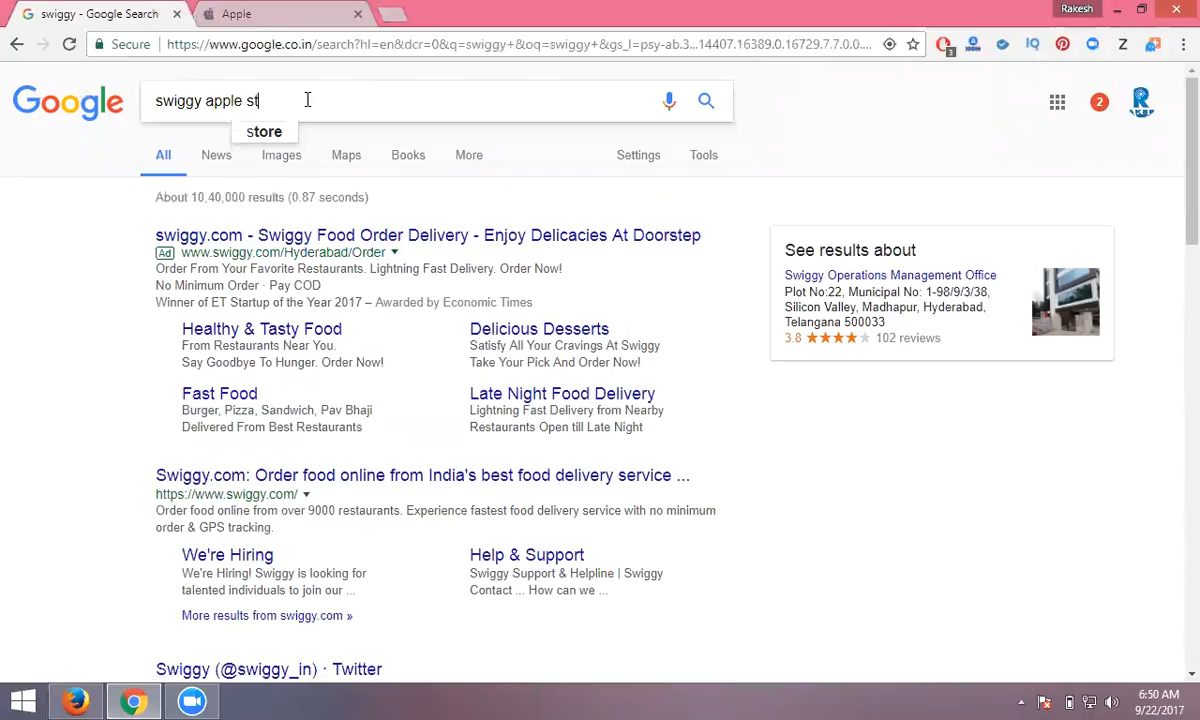 swiggy - Google Search
Apple
Rakesh
Secure
https://www.google.co.in/search?hl=en&dcr=0&q=swiggy+&oq=swiggy+&gs_l=psy-ab.3...14407.16389.0.16729.7.7.0.0....
Google
swiggy apple st
store
2
All
News
Images
Maps
Books
More
Settings
Tools
About 10,40,000 results (0.87 seconds)
swiggy.com - Swiggy Food Order Delivery - Enjoy Delicacies At Doorstep
Ad www.swiggy.com/Hyderabad/Order
Order From Your Favorite Restaurants. Lightning Fast Delivery. Order Now!
No Minimum Order · Pay COD
Winner of ET Startup of the Year 2017 – Awarded by Economic Times
Healthy & Tasty Food
From Restaurants Near You.
Say Goodbye To Hunger. Order Now!
Delicious Desserts
Satisfy All Your Cravings At Swiggy
Take Your Pick And Order Now!
Fast Food
Burger, Pizza, Sandwich, Pav Bhaji
Delivered From Best Restaurants
Late Night Food Delivery
Lightning Fast Delivery from Nearby
Restaurants Open till Late Night
Swiggy.com: Order food online from India's best food delivery service ...
https://www.swiggy.com/
Order food online from over 9000 restaurants. Experience fastest food delivery service with no minimum
order & GPS tracking.
We're Hiring
We're Hiring! Swiggy is looking for
talented individuals to join our ...
Help & Support
Swiggy Support & Helpline | Swiggy
Contact ... How can we ...
More results from swiggy.com »
Swiggy (@swiggy_in) · Twitter
See results about
Swiggy Operations Management Office
Plot No:22, Municipal No: 1-98/9/3/38,
Silicon Valley, Madhapur, Hyderabad,
Telangana 500033
3.8 102 reviews
6:50 AM
9/22/2017